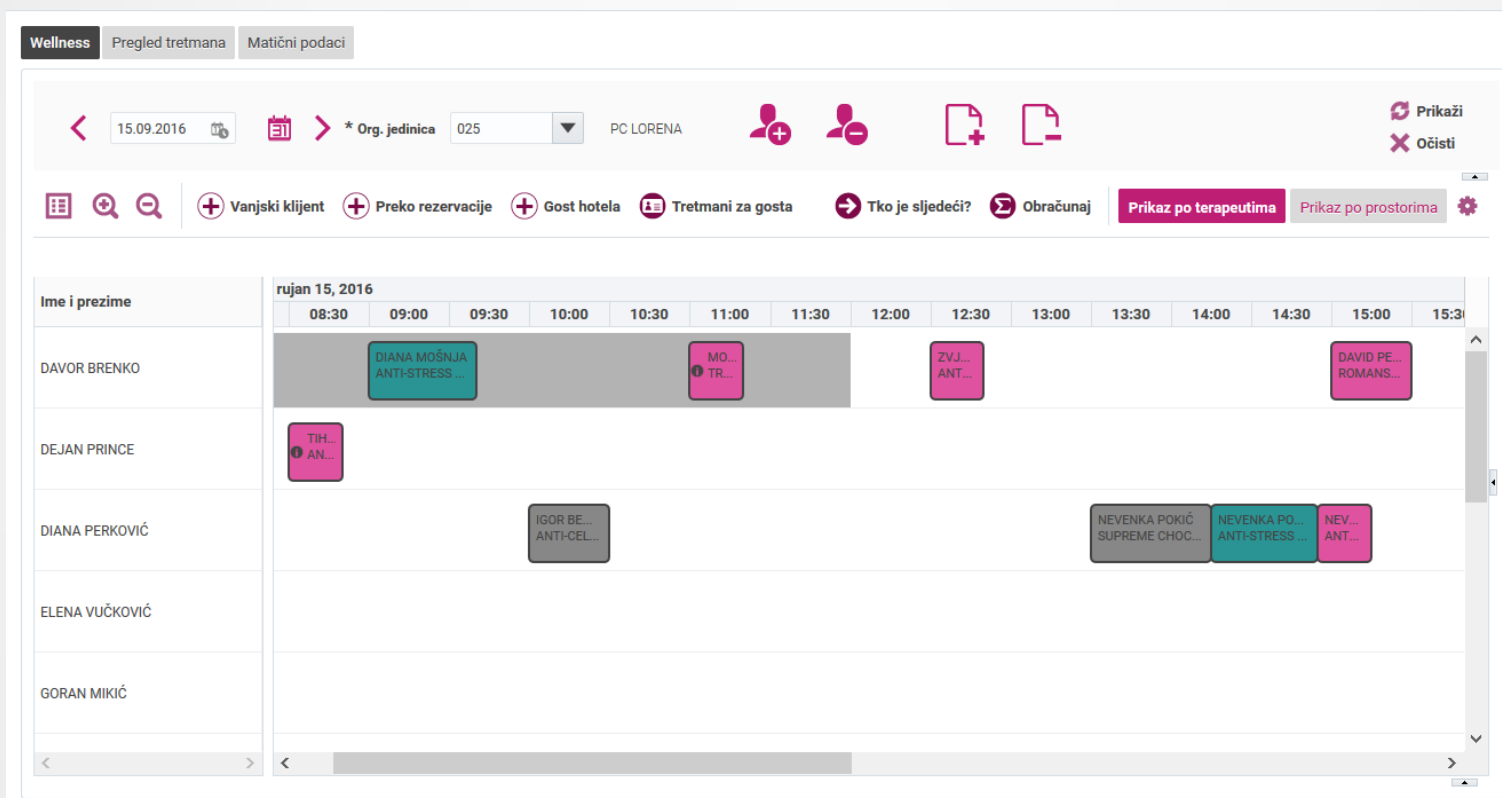 Wellness Pregled tretmana Matični podaci
15.09.2016 31 * Org. jedinica 025 PC LORENA Prikaži
Očisti
Vanjski klijent Preko rezervacije Gost hotela Tretmani za gosta Tko je sljedeći? Obračunaj Prikaz po terapeutima Prikaz po prostorima
Ime i prezime
rujan 15, 2016
08:30 09:00 09:30 10:00 10:30 11:00 11:30 12:00 12:30 13:00 13:30 14:00 14:30 15:00 15:3
DAVOR BRENKO
DIANA MOŠNJA
ANTI-STRESS ...
MO...
TR...
ZVJ...
ANT...
DAVID PE...
ROMANS...
DEJAN PRINCE
TIH...
AN...
DIANA PERKOVIĆ
IGOR BE...
ANTI-CEL...
NEVENKA POKIĆ
SUPREME CHOC...
NEVENKA PO...
ANTI-STRESS ...
NEV...
ANT...
ELENA VUČKOVIĆ
GORAN MIKIĆ